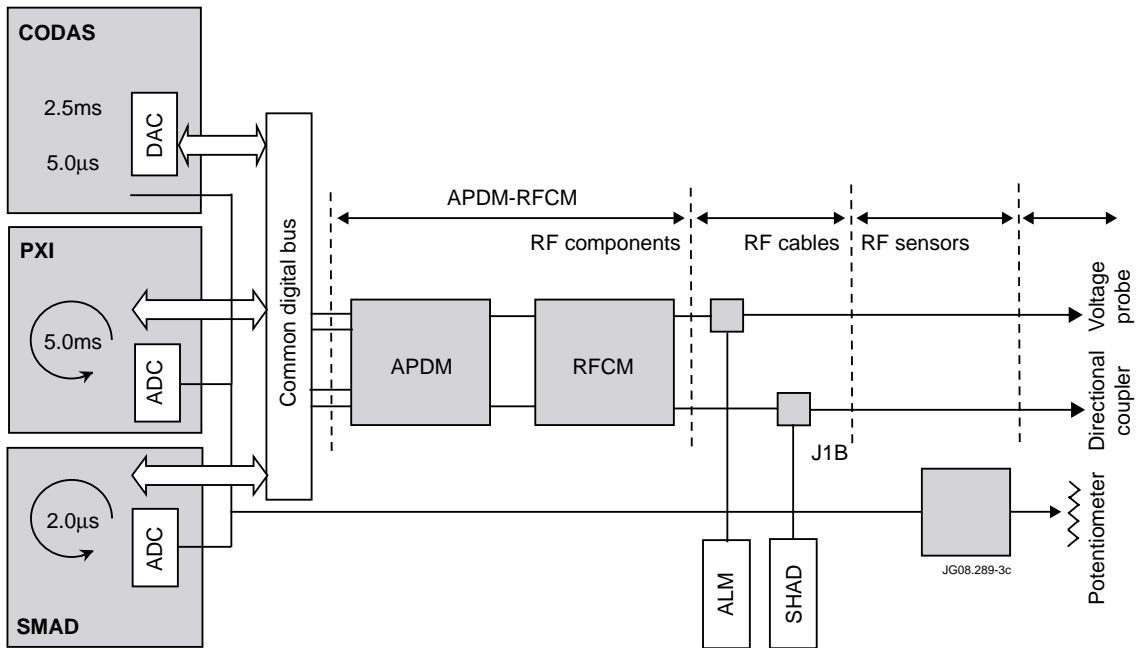 CODAS
2.5ms
5.0μs
DAC
PXI
5.0ms
ADC
2.0μs
ADC
SMAD
Common digital bus
APDM-RFCM
RF components
RF cables
RF sensors
APDM
RFCM
J1B
ALM
SHAD
Voltage
probe
Directional
coupler
Potentiometer
JG08.289-3c